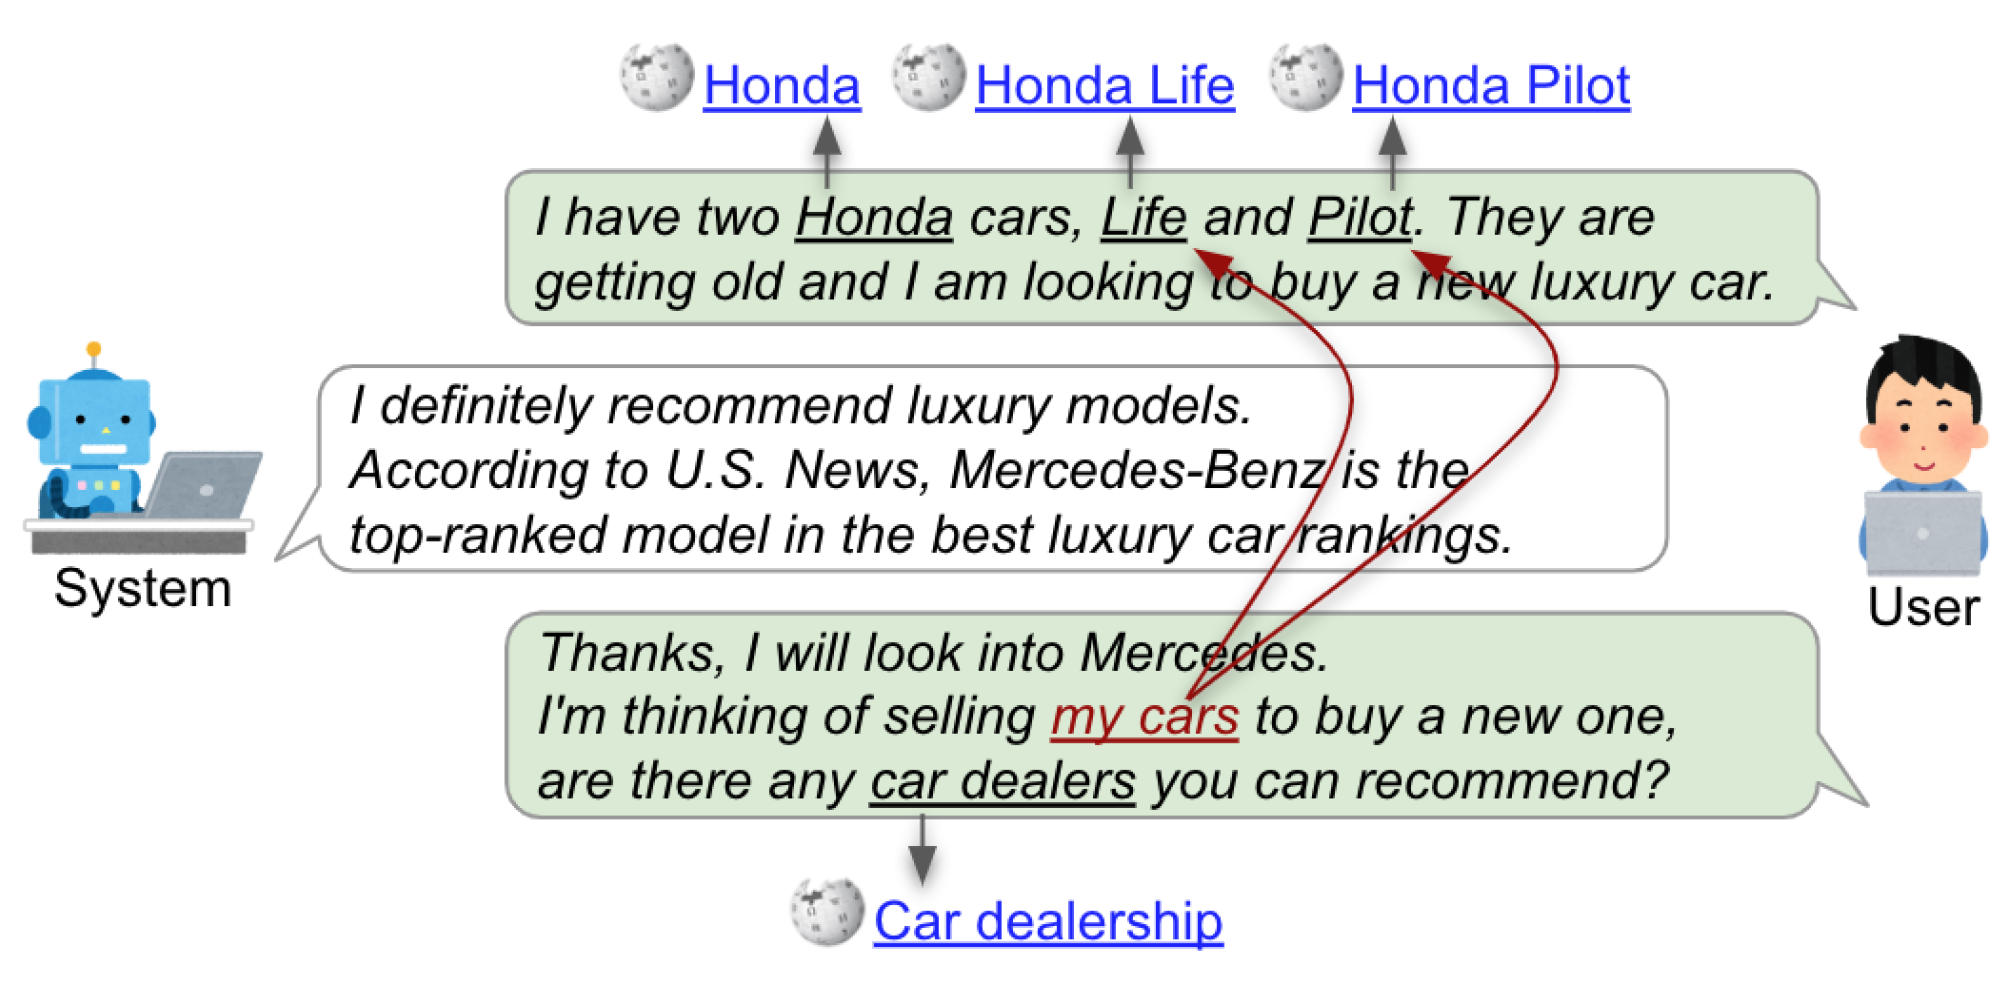 Honda Honda Life Honda Pilot
I have two Honda cars, Life and Pilot. They are
getting old and I am looking to buy a new luxury car.
I definitely recommend luxury models.
According to U.S. News, Mercedes-Benz is the
top-ranked model in the best luxury car rankings.
System
User
Thanks, I will look into Mercedes.
I'm thinking of selling my cars to buy a new one,
are there any car dealers you can recommend?
Car dealership